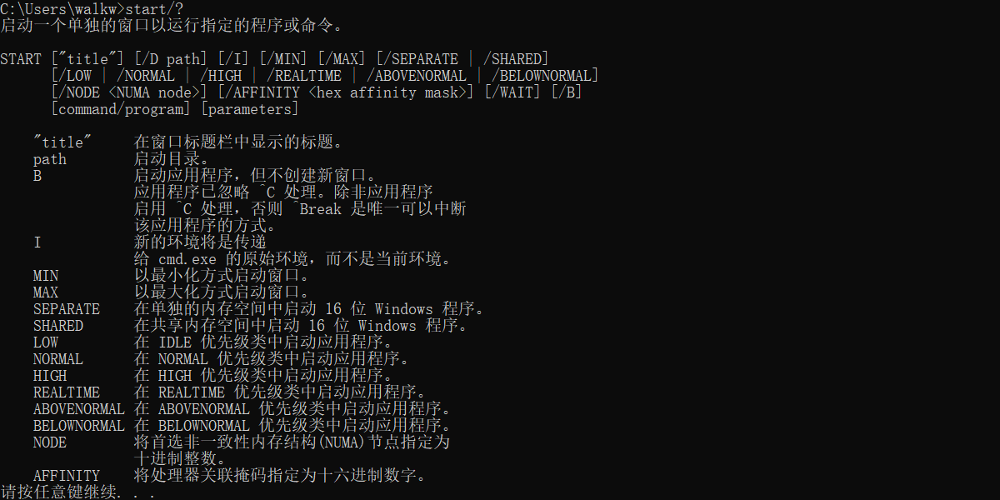 C:\Users\walkw>start/?
启动一个单独的窗口以运行指定的程序或命令。
START ["title"] [/D path] [/I] [/MIN] [/MAX] [/SEPARATE | /SHARED]
[/LOW | /NORMAL | /HIGH | /REALTIME | /ABOVENORMAL | /BELOWNORMAL]
[/NODE <NUMA node>] [/AFFINITY <hex affinity mask>] [/WAIT] [/B]
[command/program] [parameters]
"title" 在窗口标题栏中显示的标题。
path 启动目录。
B 启动应用程序，但不创建新窗口。
应用程序已忽略 ^C 处理。除非应用程序
启用 ^C 处理，否则 ^Break 是唯一可以中断
该应用程序的方式。
I 新的环境将是传递
给 cmd.exe 的原始环境，而不是当前环境。
MIN 以最小化方式启动窗口。
MAX 以最大化方式启动窗口。
SEPARATE 在单独的内存空间中启动 16 位 Windows 程序。
SHARED 在共享内存空间中启动 16 位 Windows 程序。
LOW 在 IDLE 优先级类中启动应用程序。
NORMAL 在 NORMAL 优先级类中启动应用程序。
HIGH 在 HIGH 优先级类中启动应用程序。
REALTIME 在 REALTIME 优先级类中启动应用程序。
ABOVENORMAL 在 ABOVENORMAL 优先级类中启动应用程序。
BELOWNORMAL 在 BELOWNORMAL 优先级类中启动应用程序。
NODE 将首选非一致性内存结构(NUMA)节点指定为
十进制整数。
AFFINITY 将处理器关联掩码指定为十六进制数字。
请按任意键继续. . .